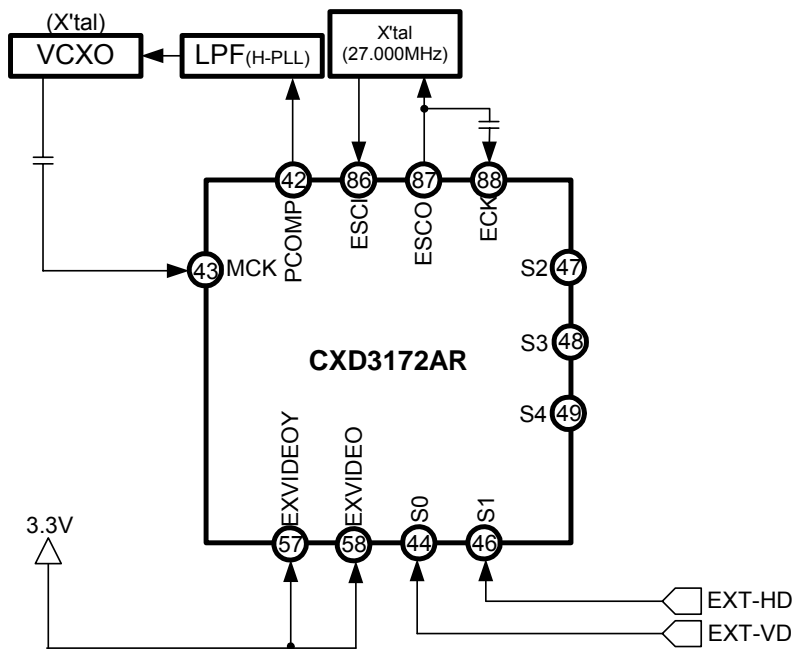 (X'tal)
VCXO
LPF(H-PLL)
X'tal
(27.000MHz)
42
86
87
88
PCOMP
ESCI
ESCO
ECK
43
MCK
S2
47
S3
48
S4
49
CXD3172AR
EXVIDEOY
EXVIDEO
S0
S1
57
58
44
46
3.3V
EXT-HD
EXT-VD